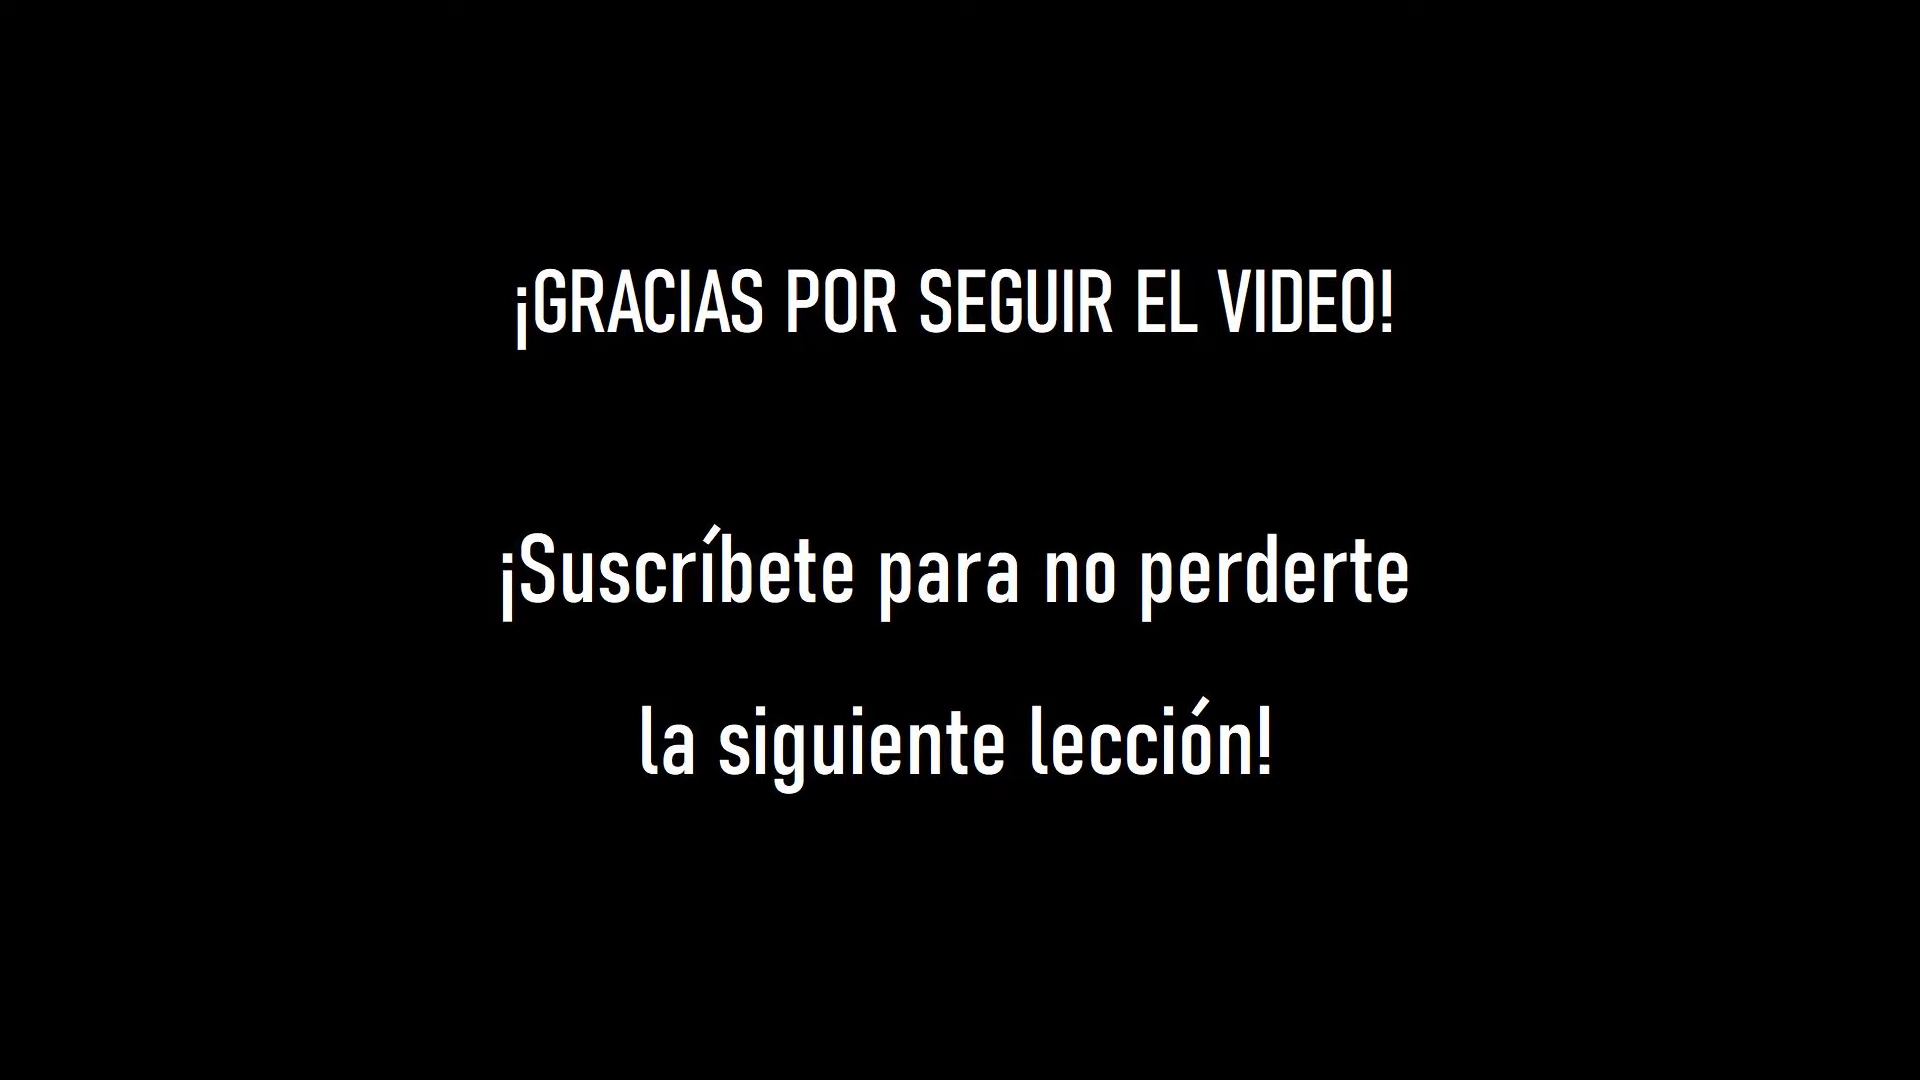 ¡GRACIAS POR SEGUIR EL VIDEO!
¡Suscríbete para no perderte
la siguiente lección!